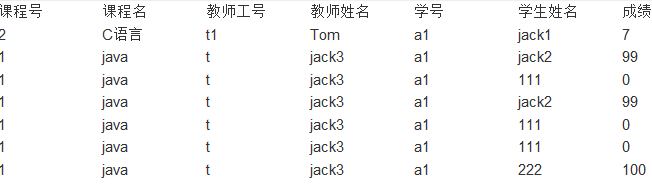 课程号 课程名 教师工号 教师姓名 学号 学生姓名 成绩
2 C语言 t1 Tom a1 jack1 7
1 java t jack3 a1 jack2 99
1 java t jack3 a1 111 0
1 java t jack3 a1 jack2 99
1 java t jack3 a1 111 0
1 java t jack3 a1 111 0
1 java t jack3 a1 222 100